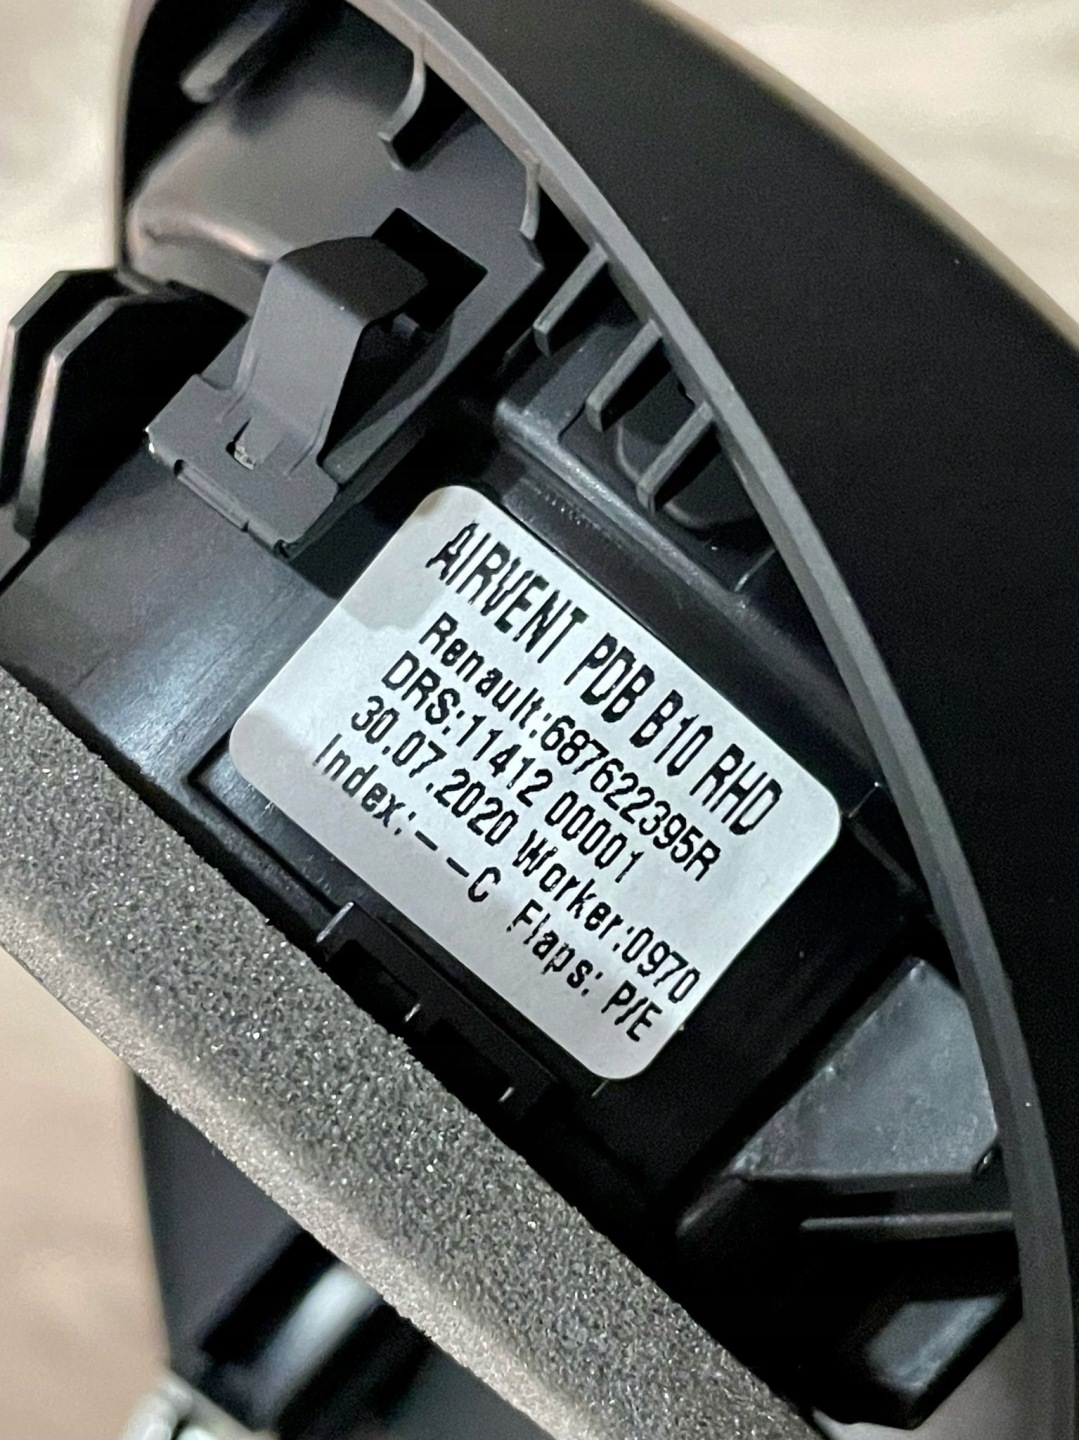 AIRVENT PDB B10 RHD
Renault:687622395R
DRS:11412 00001
30.07.2020 Worker:0970
Index:--C Flaps: P/E